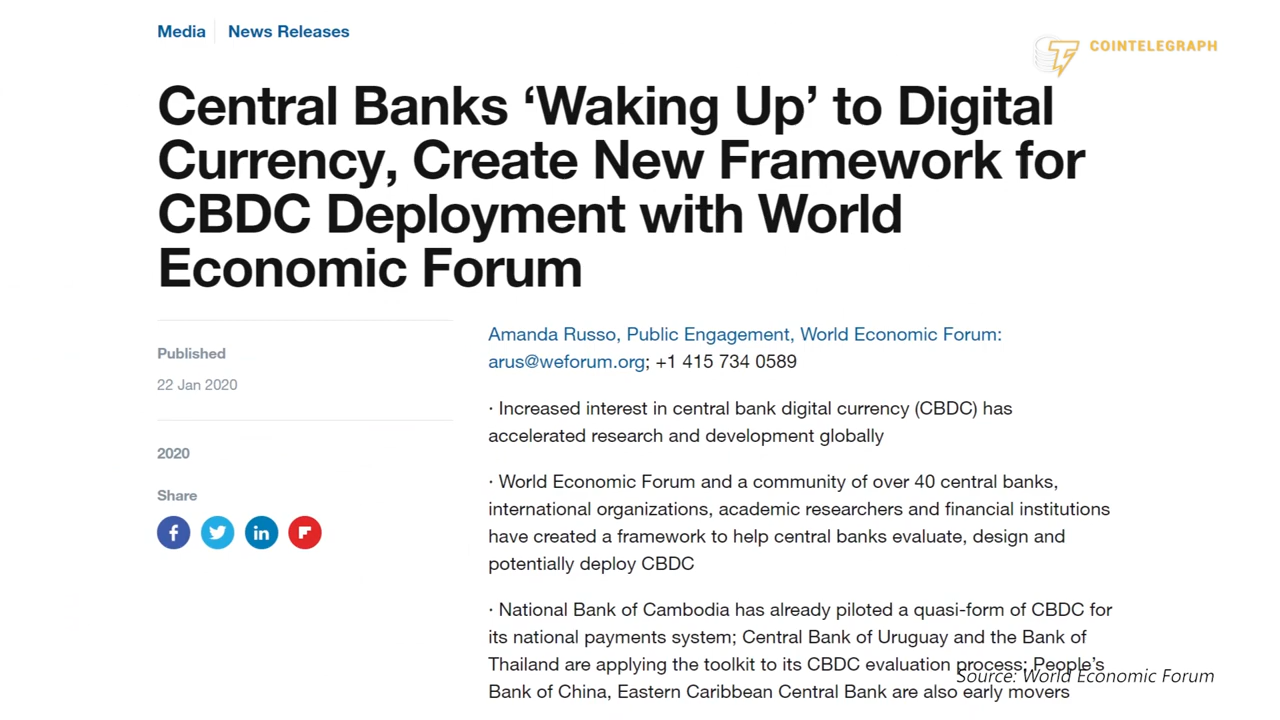 Media
News Releases
COINTELEGRAPH
Central Banks ‘Waking Up’ to Digital
Currency, Create New Framework for
CBDC Deployment with World
Economic Forum
Published
22 Jan 2020
2020
Share
Amanda Russo, Public Engagement, World Economic Forum:
arus@weforum.org; +1 415 734 0589
· Increased interest in central bank digital currency (CBDC) has
accelerated research and development globally
· World Economic Forum and a community of over 40 central banks,
international organizations, academic researchers and financial institutions
have created a framework to help central banks evaluate, design and
potentially deploy CBDC
· National Bank of Cambodia has already piloted a quasi-form of CBDC for
its national payments system; Central Bank of Uruguay and the Bank of
Thailand are applying the toolkit to its CBDC evaluation process; People’s
Bank of China, Eastern Caribbean Central Bank are also early movers
Source: World Economic Forum